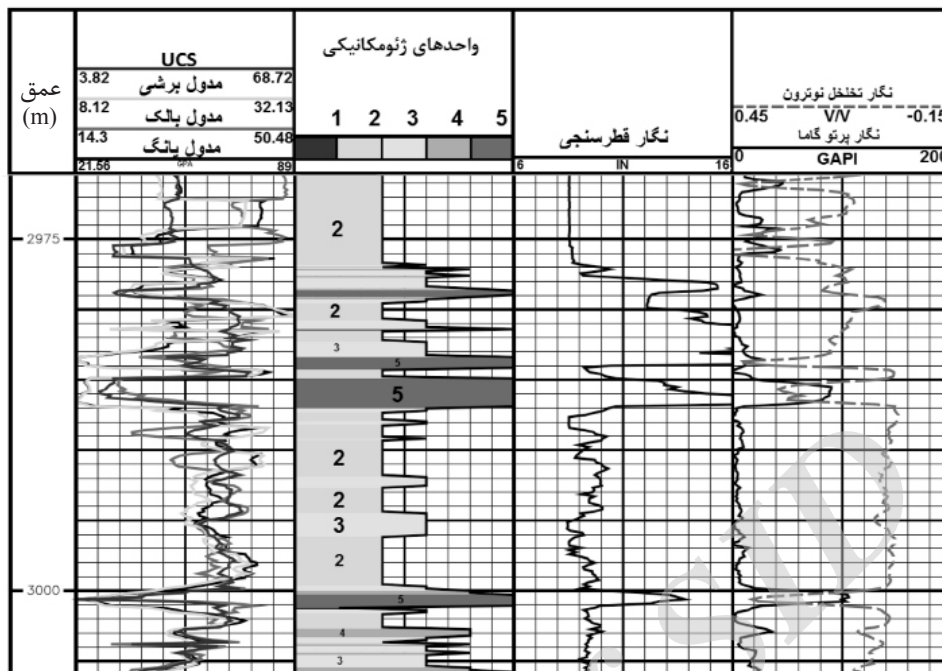 عمق
(m)
UCS
3.82 مدول برشی 68.72
8.12 مدول بالک 32.13
14.3 مدول یانگ 50.48
21.56 GPA 89
واحدهای ژئومکانیکی
1 2 3 4 5
نگار قطرسنجی
6 IN 16
نگار تخلخل نوترون
0.45 V/V -0.15
نگار پرتو گاما
0 GAPI 200
2975
3000
2
2
3
5
5
2
2
3
2
5
4
3
SID